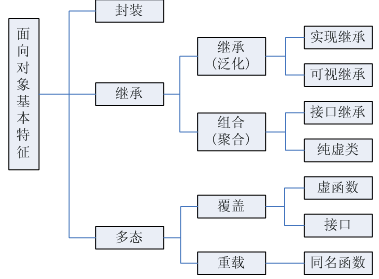 面向对象基本特征
封装
继承
继承
（泛化）
实现继承
可视继承
组合
（聚合）
接口继承
纯虚类
多态
覆盖
虚函数
接口
重载
同名函数